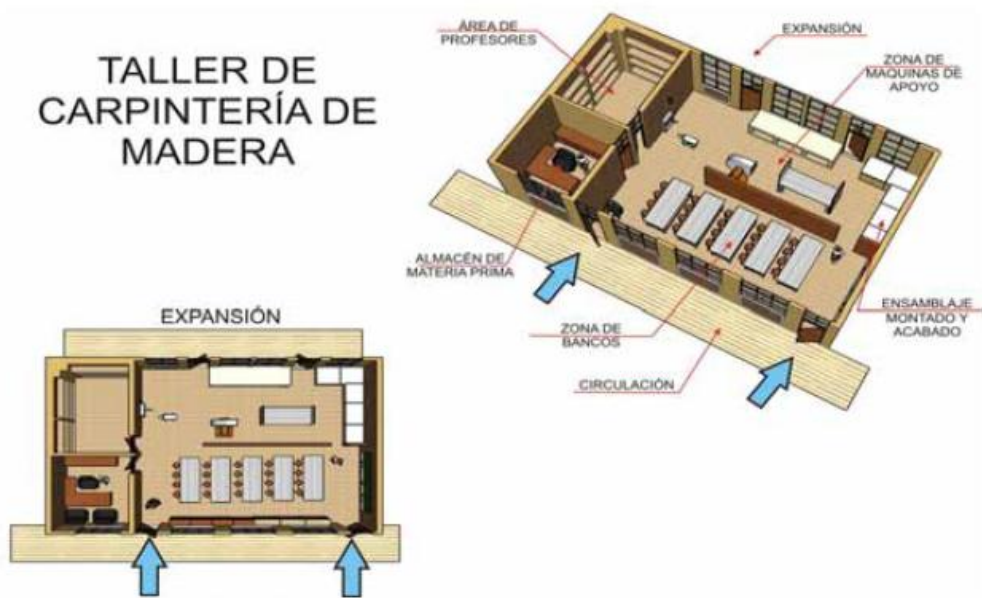 TALLER DE
CARPINTERÍA DE
MADERA
ÁREA DE
PROFESORES
EXPANSIÓN
ZONA DE
MAQUINAS DE
APOYO
ALMACÉN DE
MATERIA PRIMA
ZONA DE
BANCOS
CIRCULACIÓN
ENSAMBLAJE
MONTADO Y
ACABADO
EXPANSIÓN